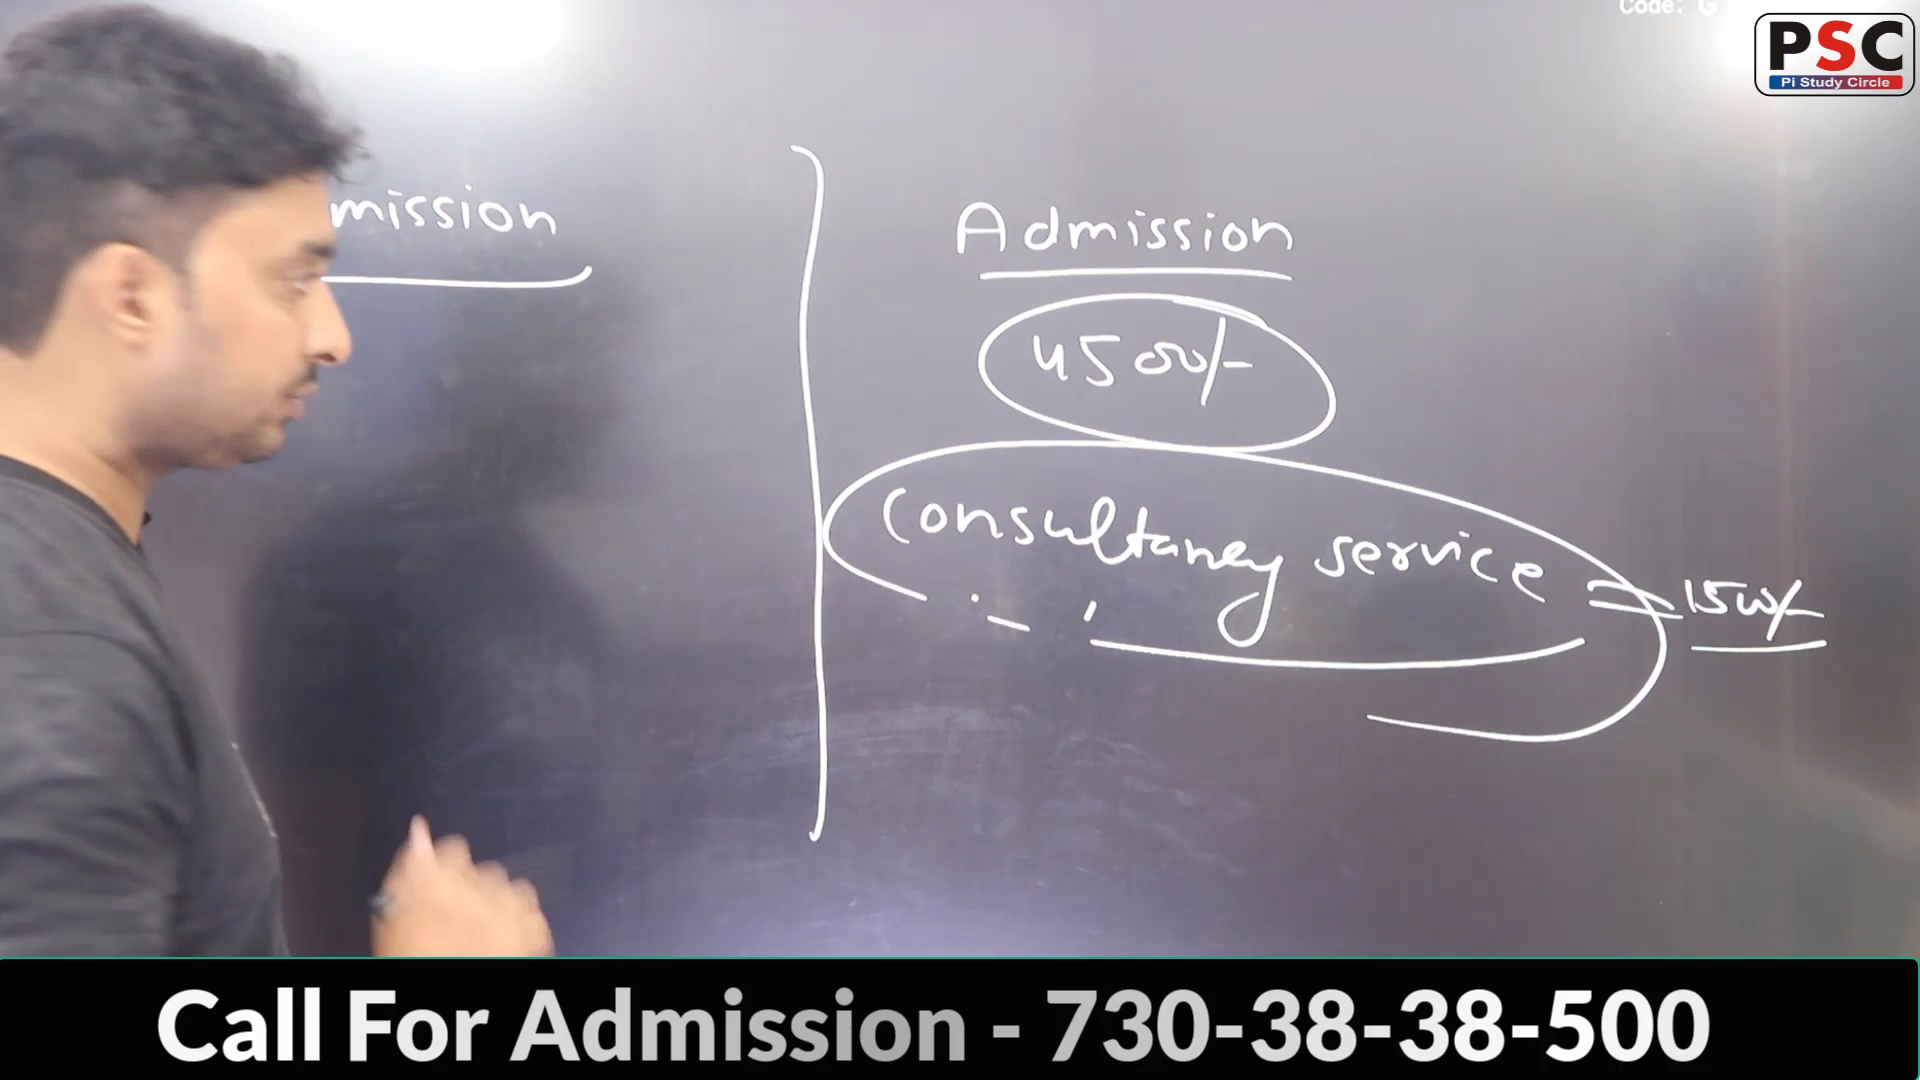 Code: G
PSC
Pi Study Circle
mission
Admission
4500/-
Consultancy service = 1500/-
Call For Admission - 730-38-38-500